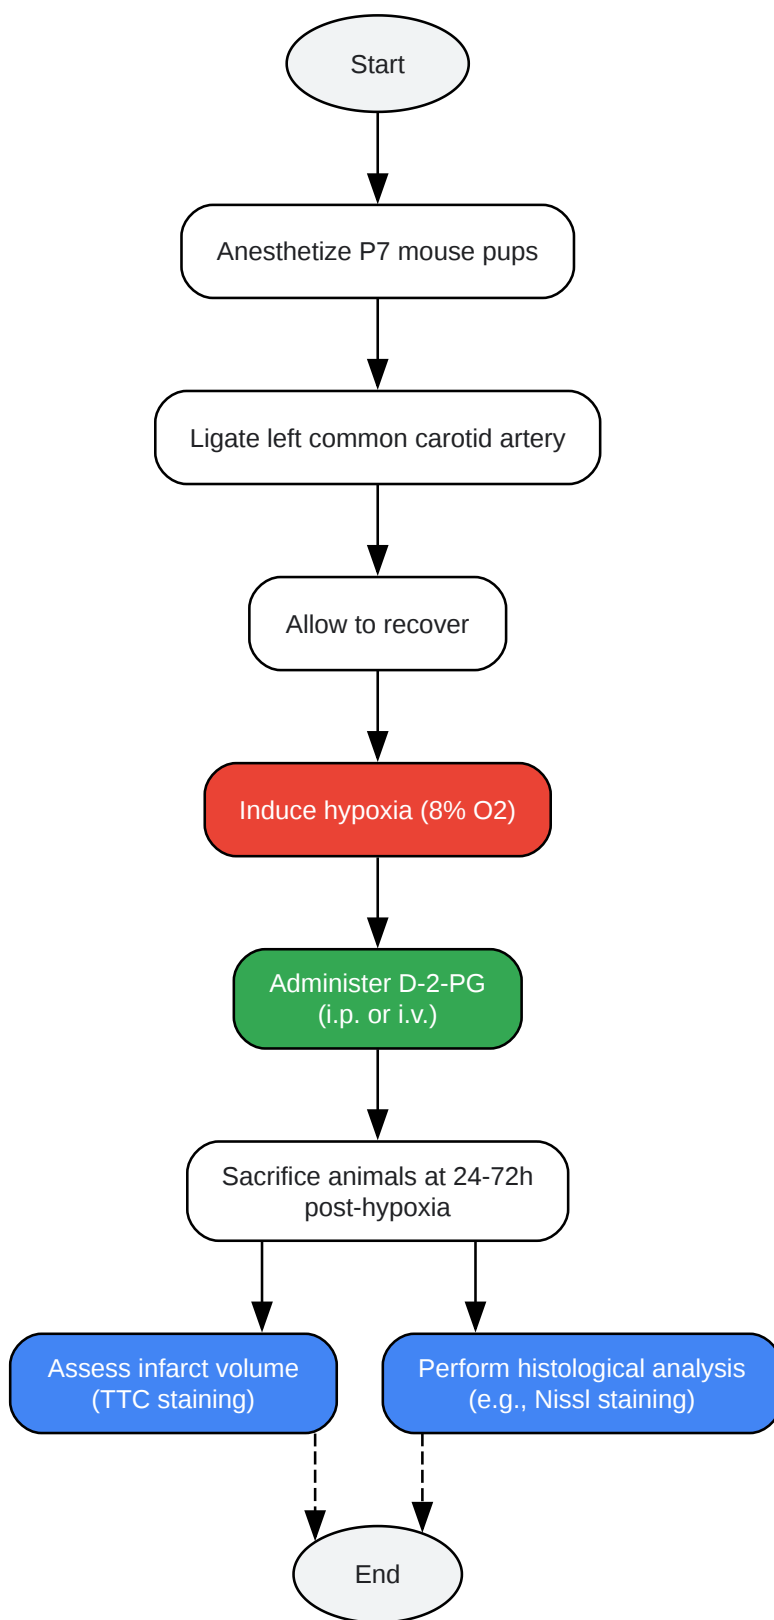 Start
Anesthetize P7 mouse pups
Ligate left common carotid artery
Allow to recover
Induce hypoxia (8% O2)
Administer D-2-PG
(i.p. or i.v.)
Sacrifice animals at 24-72h
post-hypoxia
Assess infarct volume
(TTC staining)
Perform histological analysis
(e.g., Nissl staining)
End